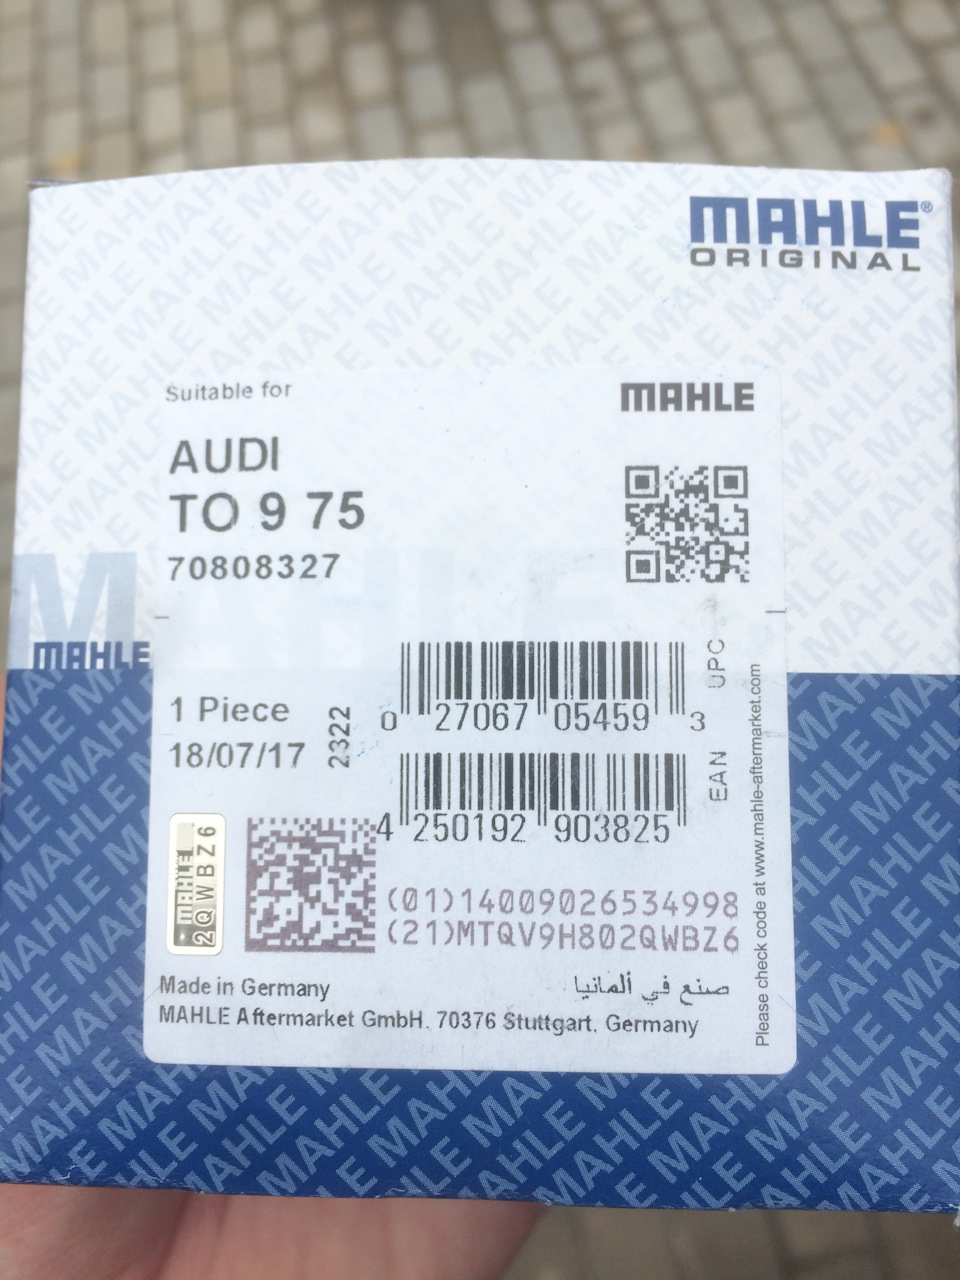 MAHLE®
ORIGINAL
Suitable for
MAHLE
AUDI
TO 9 75
70808327
MAHLE
1 Piece
18/07/17
2322
0 27067 05459 3
UPC
4 250192 903825
EAN
MAHLE
2QWBZ6
(01)14009026534998
(21)MTQV9H802QWBZ6
Made in Germany
صنع في ألمانيا
MAHLE Aftermarket GmbH. 70376 Stuttgart. Germany
Please check code at www.mahle-aftermarket.com